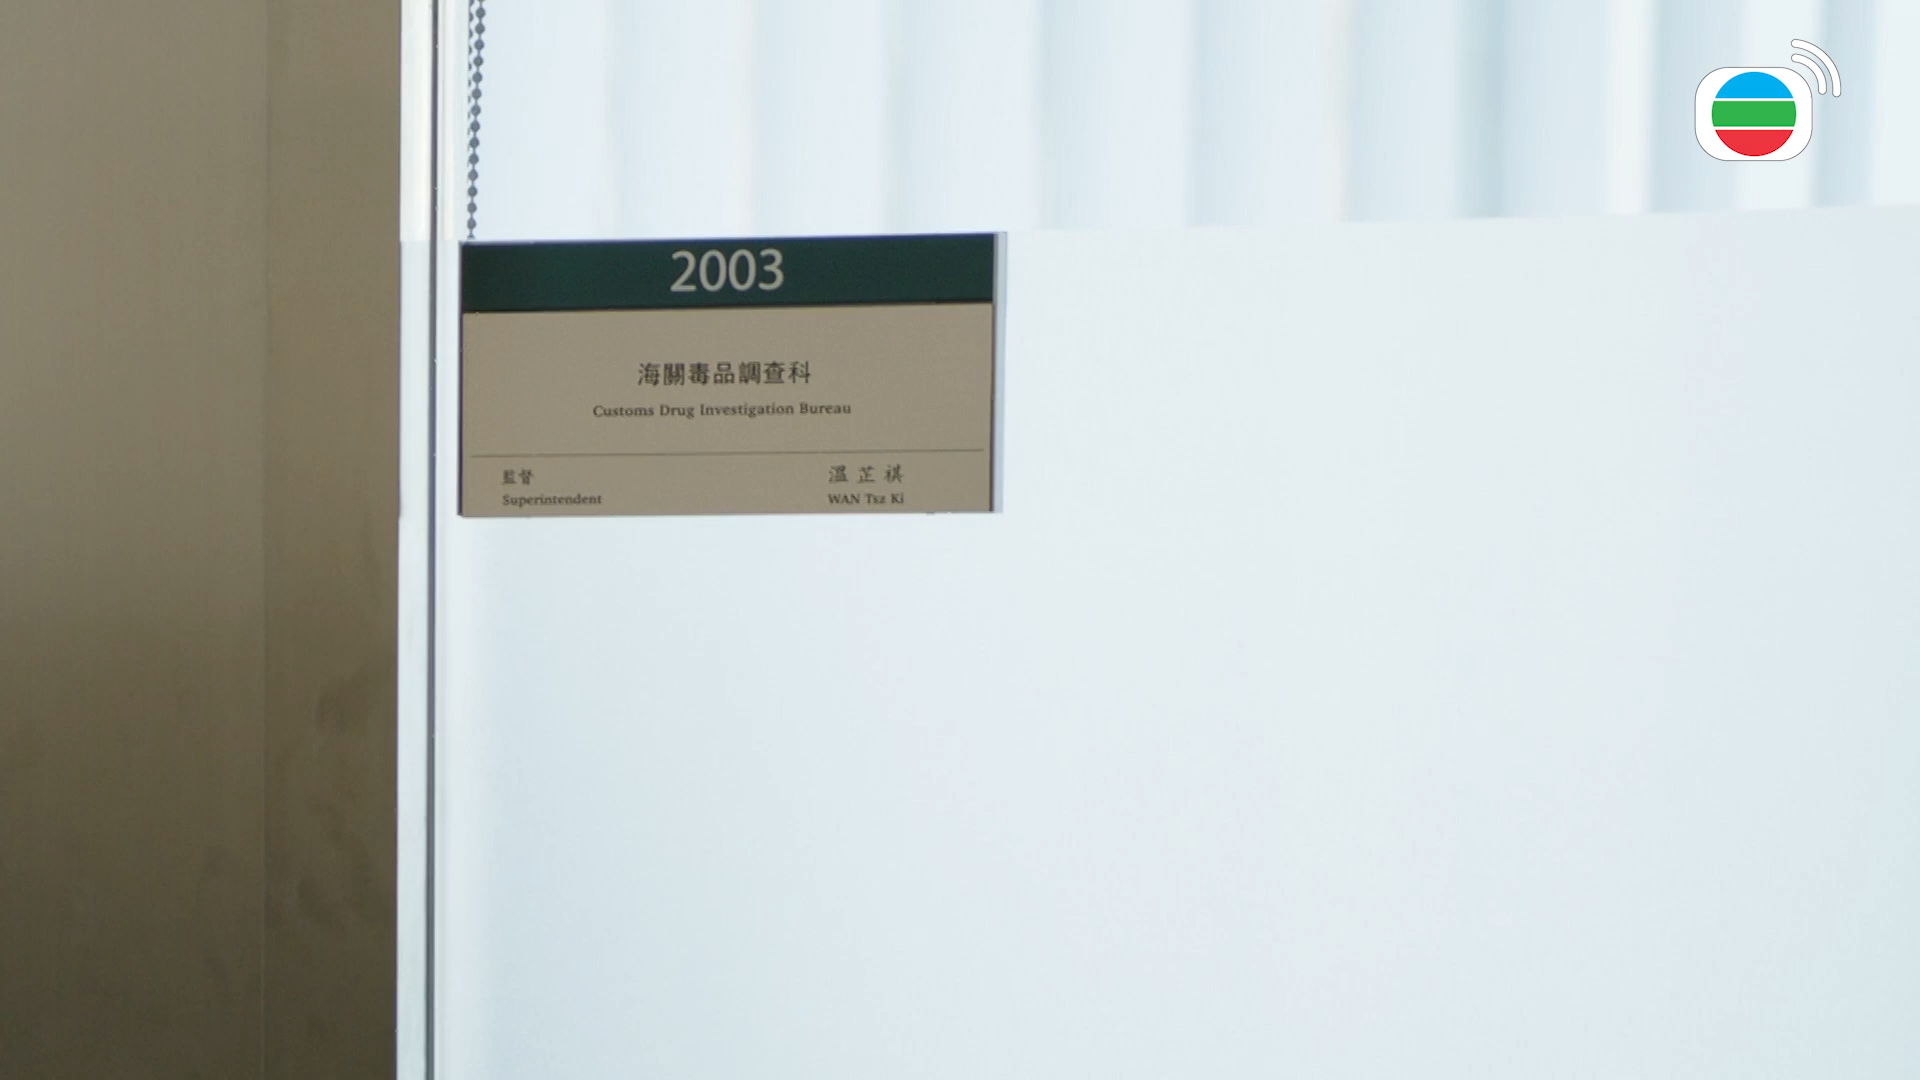 2003
海關毒品調查科
Customs Drug Investigation Bureau
監督 溫芷祺
Superintendent WAN Tsz Ki